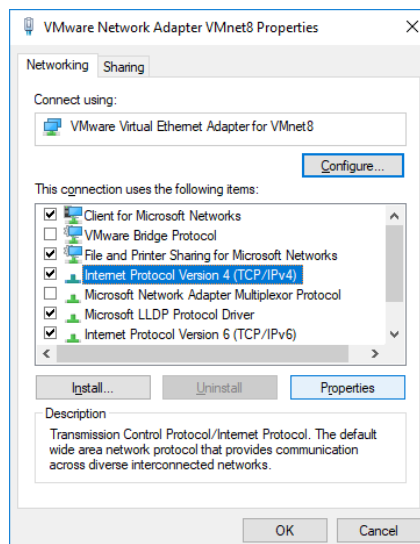 VMware Network Adapter VMnet8 Properties
Networking
Sharing
Connect using:
VMware Virtual Ethernet Adapter for VMnet8
Configure...
This connection uses the following items:
Client for Microsoft Networks
VMware Bridge Protocol
File and Printer Sharing for Microsoft Networks
Internet Protocol Version 4 (TCP/IPv4)
Microsoft Network Adapter Multiplexor Protocol
Microsoft LLDP Protocol Driver
Internet Protocol Version 6 (TCP/IPv6)
Install...
Uninstall
Properties
Description
Transmission Control Protocol/Internet Protocol. The default
wide area network protocol that provides communication
across diverse interconnected networks.
OK
Cancel